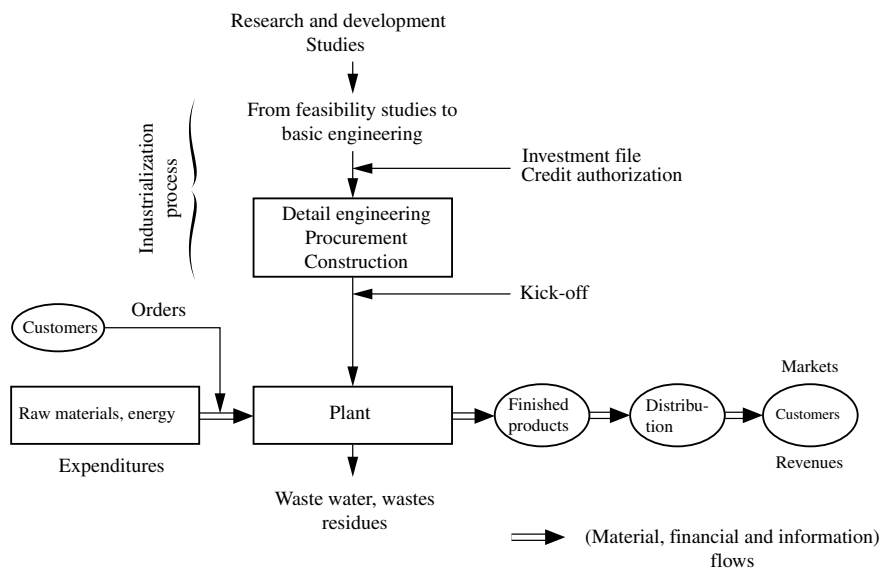 Research and development
Studies
From feasibility studies to
basic engineering
Industrialization
process
Investment file
Credit authorization
Detail engineering
Procurement
Construction
Kick-off
Orders
Customers
Markets
Raw materials, energy
Plant
Finished
products
Distribu-
tion
Customers
Expenditures
Revenues
Waste water, wastes
residues
(Material, financial and information)
flows